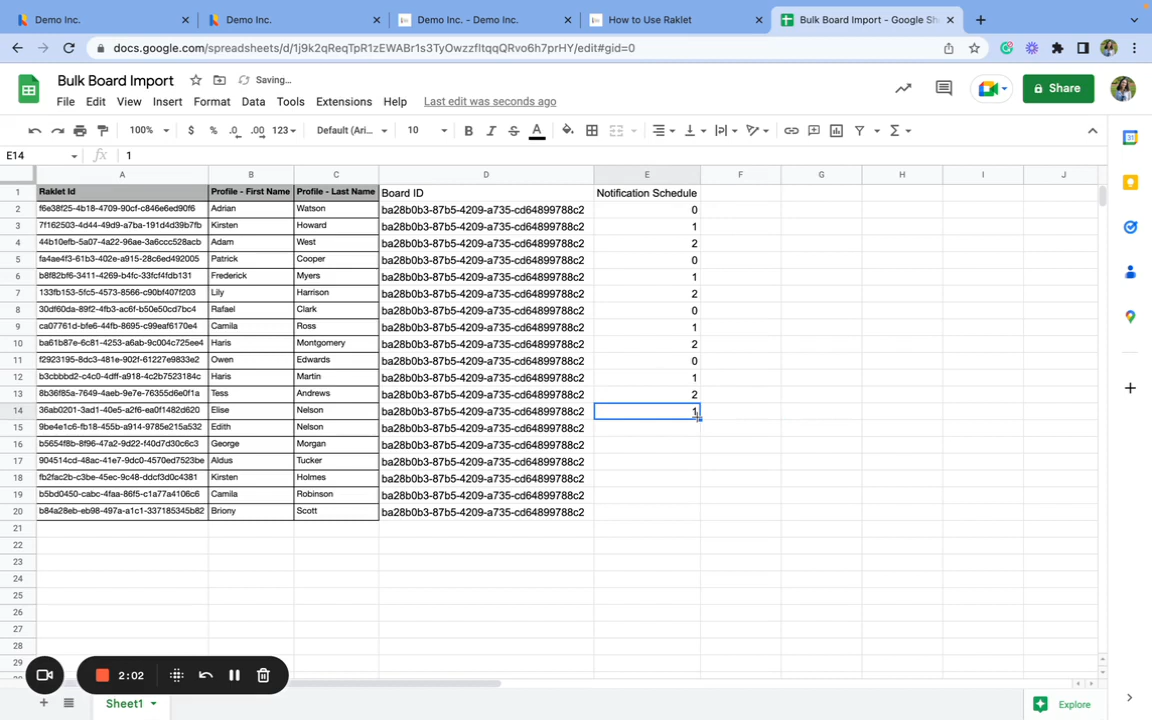 Demo Inc.
Demo Inc.
Demo Inc. - Demo Inc.
How to Use Raklet
Bulk Board Import - Google Sh
docs.google.com/spreadsheets/d/1j9k2qReqTpR1zEWABr1s3TyOwzzfItqqQRvo6h7prHY/edit#gid=0
Bulk Board Import
Saving...
File Edit View Insert Format Data Tools Extensions Help Last edit was seconds ago
Share
100% $ % .0 .00 123 Default (Ari... 10 B I S A
E14 fx 1
A B C D E F G H I J
1 Raklet Id Profile - First Name Profile - Last Name Board ID Notification Schedule
2 f6e38f25-4b18-4709-90cf-c846e6ed90f6 Adrian Watson ba28b0b3-87b5-4209-a735-cd64899788c2 0
3 7f162503-4d44-49d9-a7ba-191d4d39b7fb Kirsten Howard ba28b0b3-87b5-4209-a735-cd64899788c2 1
4 44b10efb-5a07-4a22-96ae-3a6ccc528acb Adam West ba28b0b3-87b5-4209-a735-cd64899788c2 2
5 fa4ae4f3-61b3-402e-a915-28c6ed492005 Patrick Cooper ba28b0b3-87b5-4209-a735-cd64899788c2 0
6 b8f82bf6-3411-4269-b4fc-33fcf4fdb131 Frederick Myers ba28b0b3-87b5-4209-a735-cd64899788c2 1
7 133fb153-5fc5-4573-8566-c90bf407f203 Lily Harrison ba28b0b3-87b5-4209-a735-cd64899788c2 2
8 30df60da-89f2-4fb3-ac6f-b50e50cd7bc4 Rafael Clark ba28b0b3-87b5-4209-a735-cd64899788c2 0
9 ca07761d-bfe6-44fb-8695-c99eaf6170e4 Camila Ross ba28b0b3-87b5-4209-a735-cd64899788c2 1
10 ba61b87e-6c81-4253-a6ab-9c004c725ee4 Haris Montgomery ba28b0b3-87b5-4209-a735-cd64899788c2 2
11 f2923195-8dc3-481e-902f-61227e9833e2 Owen Edwards ba28b0b3-87b5-4209-a735-cd64899788c2 0
12 b3cbbbd2-c4c0-4dff-a918-4c2b7523184c Haris Martin ba28b0b3-87b5-4209-a735-cd64899788c2 1
13 8b36f85a-7649-4aeb-9e7e-76355d6e0f1a Tess Andrews ba28b0b3-87b5-4209-a735-cd64899788c2 2
14 36ab0201-3ad1-40e5-a2f6-ea0f1482d620 Elise Nelson ba28b0b3-87b5-4209-a735-cd64899788c2 1
15 9be4e1c6-fb18-455b-a914-9785e215a532 Edith Nelson ba28b0b3-87b5-4209-a735-cd64899788c2
16 b5654f8b-8f96-47a2-9d22-f40d7d30c6c3 George Morgan ba28b0b3-87b5-4209-a735-cd64899788c2
17 904514cd-48ac-41e7-9dc0-4570ed7523be Aldus Tucker ba28b0b3-87b5-4209-a735-cd64899788c2
18 fb2fac2b-c3be-45ec-9c48-ddcf3d0c4381 Kirsten Holmes ba28b0b3-87b5-4209-a735-cd64899788c2
19 b5bd0450-cabc-4faa-86f5-c1a77a4106c6 Camila Robinson ba28b0b3-87b5-4209-a735-cd64899788c2
20 b84a28eb-eb98-497a-a1c1-337185345b82 Briony Scott ba28b0b3-87b5-4209-a735-cd64899788c2
21
22
23
24
25
26
27
28
29
2:02
Sheet1
Explore